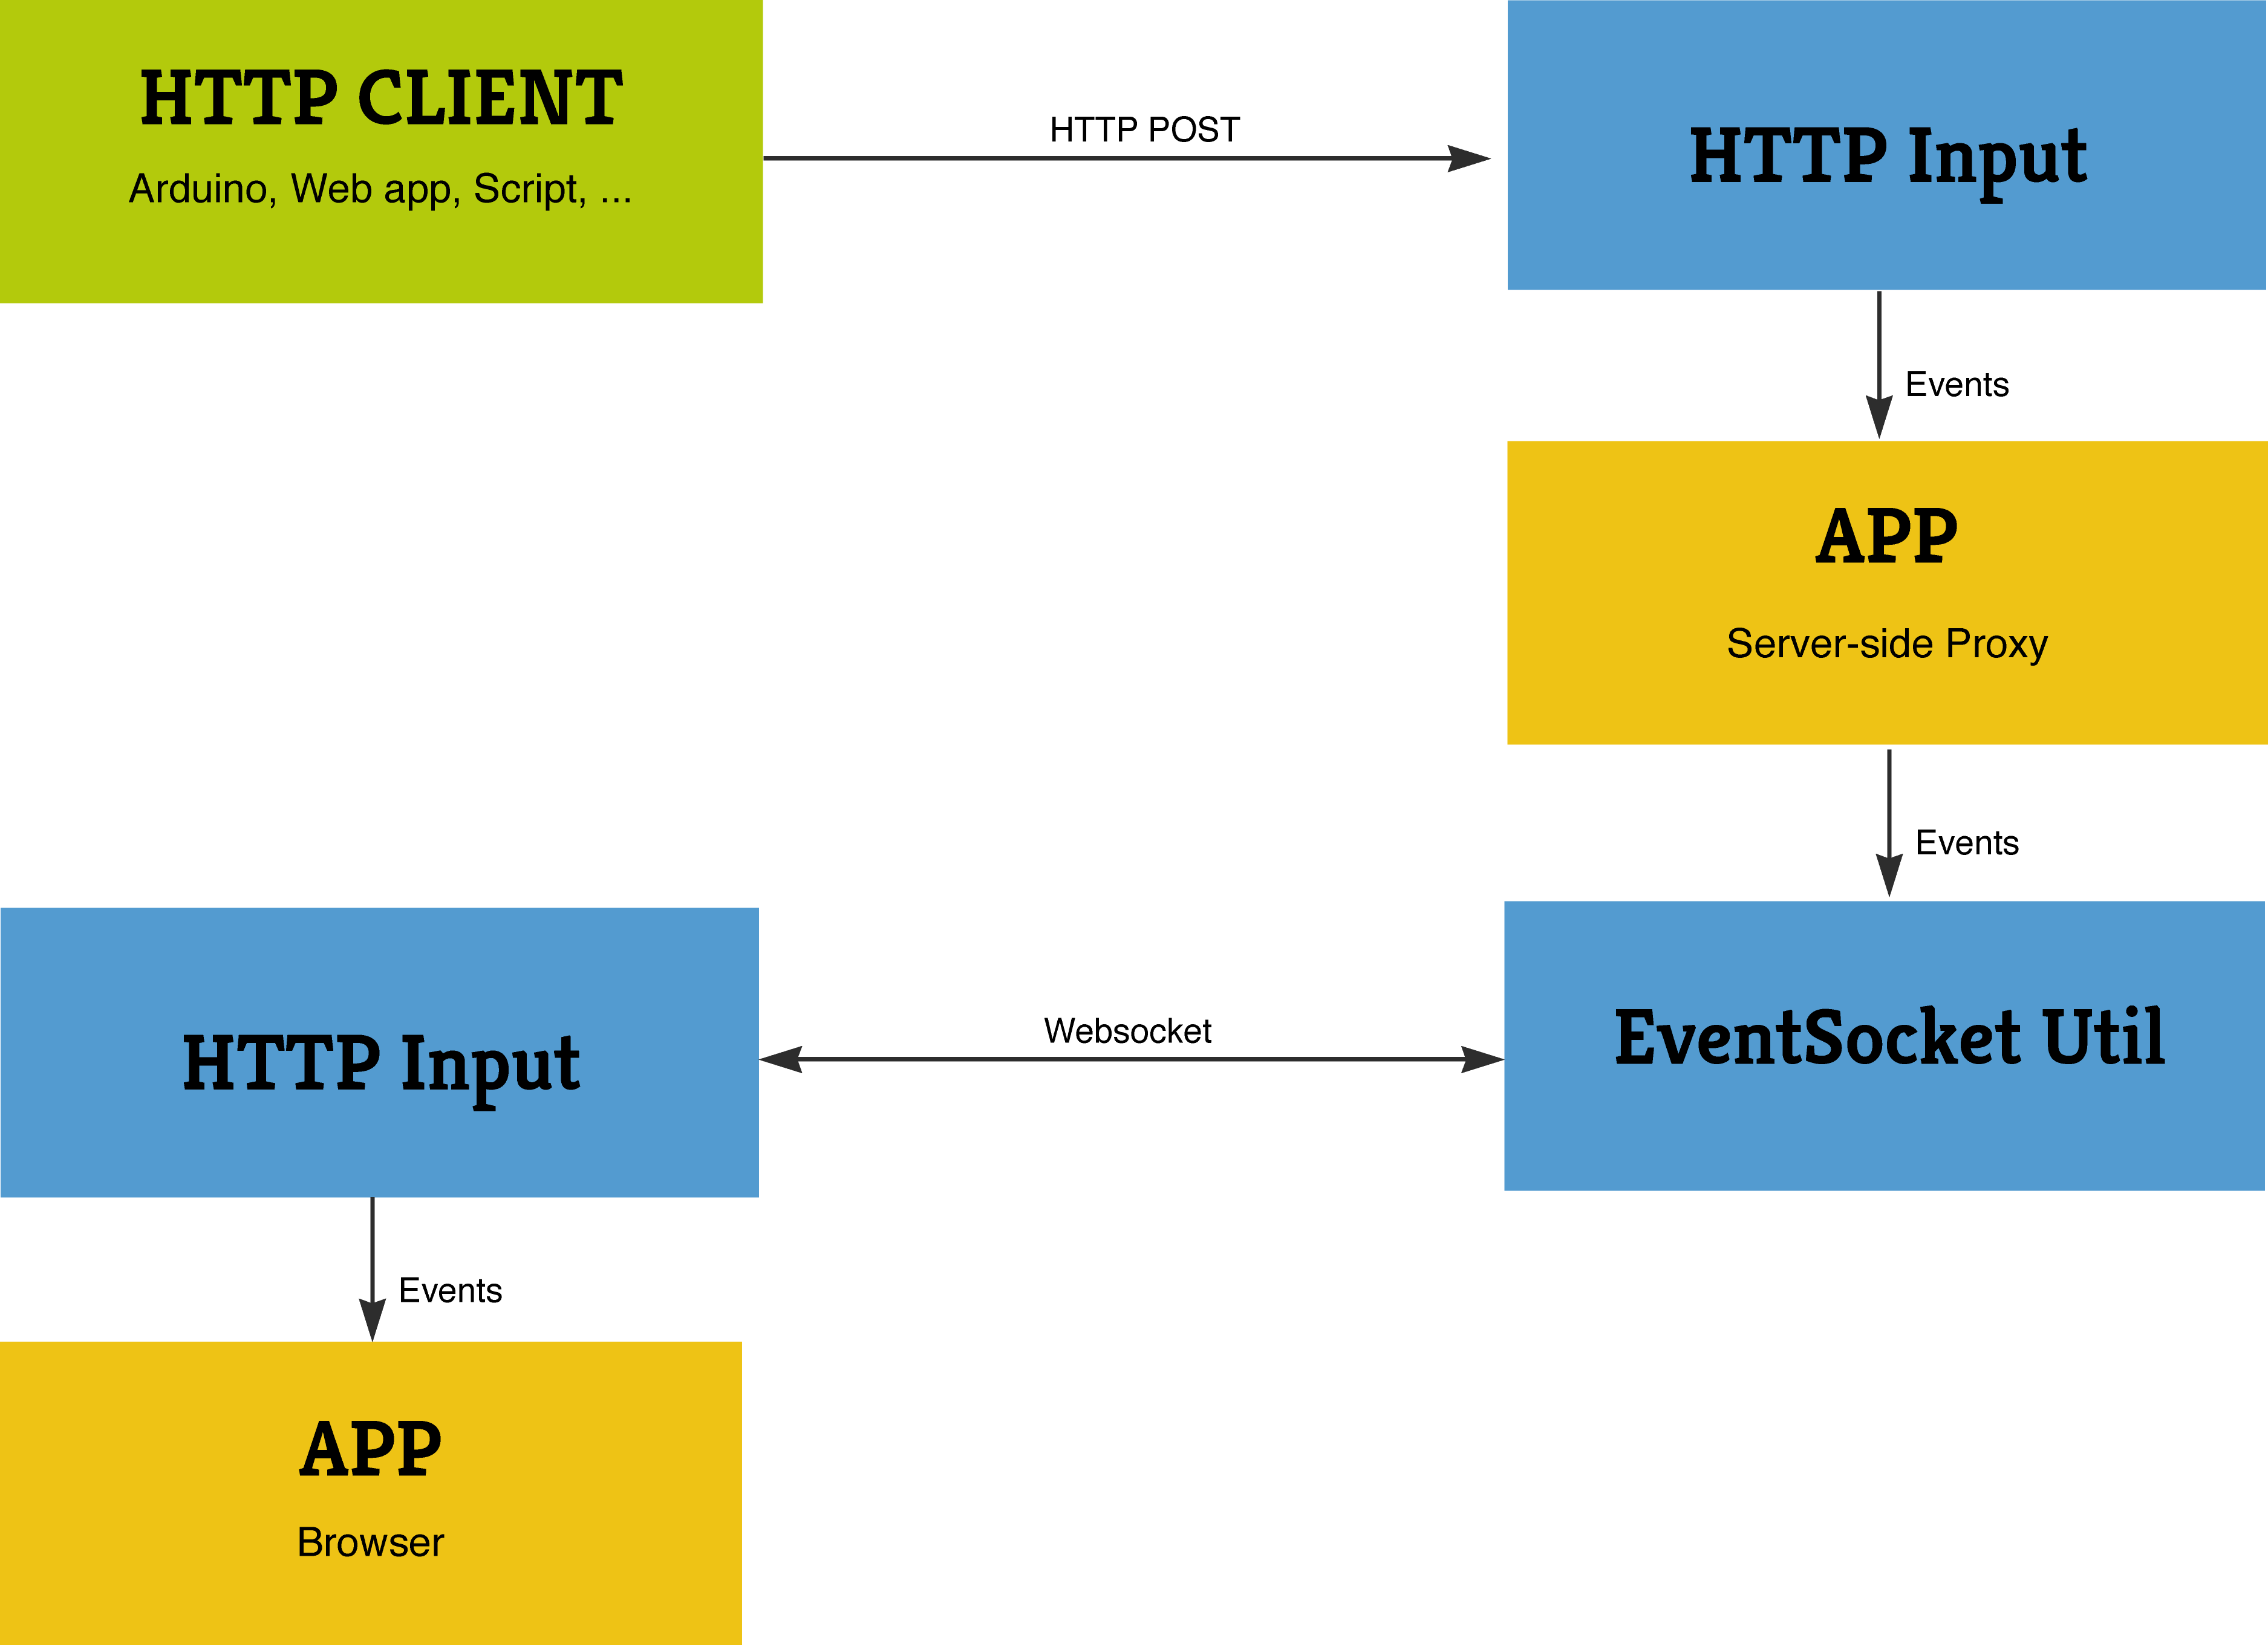 HTTP CLIENT
Arduino, Web app, Script, ...
HTTP POST
HTTP Input
Events
APP
Server-side Proxy
Events
EventSocket Util
Websocket
HTTP Input
Events
APP
Browser